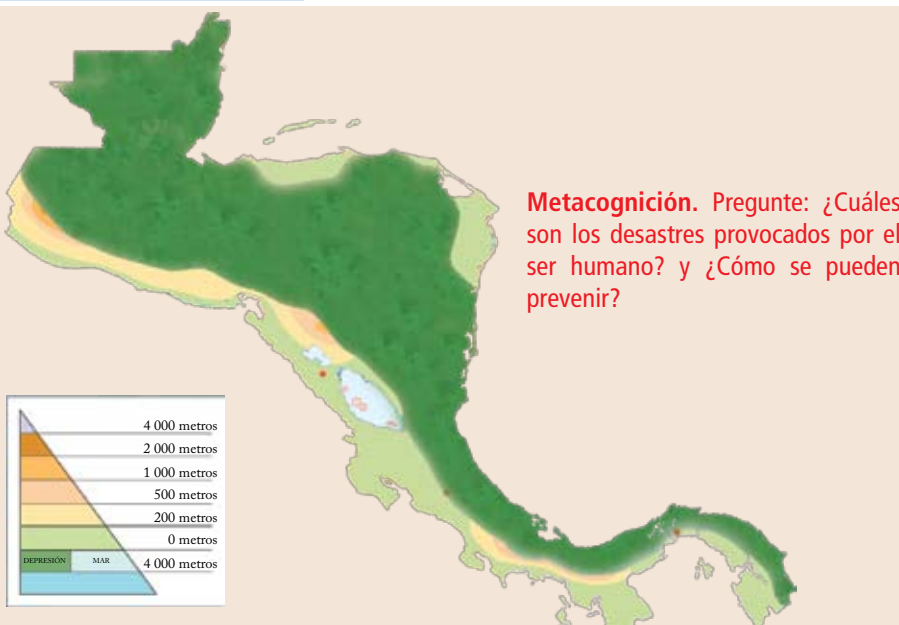 Metacognición. Pregunte: ¿Cuáles
son los desastres provocados por el
ser humano? y ¿Cómo se pueden
prevenir?
4 000 metros
2 000 metros
1 000 metros
500 metros
200 metros
0 metros
DEPRESIÓN MAR 4 000 metros